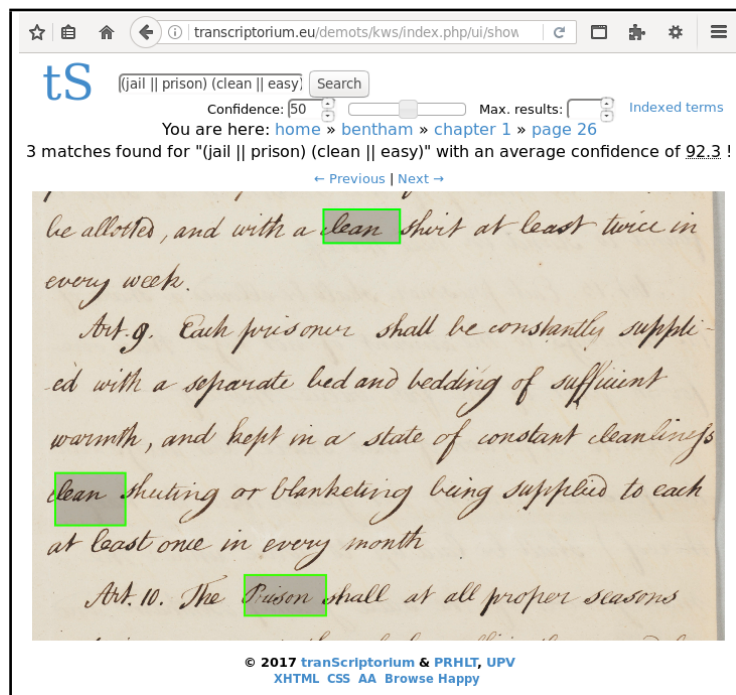 transcriptorium.eu/demots/kws/index.php/ui/show
tS (jail || prison) (clean || easy) Search
Confidence: 50 Max. results: Indexed terms
You are here: home » bentham » chapter 1 » page 26
3 matches found for "(jail || prison) (clean || easy)" with an average confidence of 92.3 !
← Previous | Next →
be allotted, and with a clean shirt at least twice in
every week.
Art. 9. Each prisoner shall be constantly suppli-
-ed with a separate bed and bedding of sufficient
warmth, and kept in a state of constant cleanliness
clean sheeting or blanketing being supplied to each
at least once in every month
Art. 10. The Prison shall at all proper seasons
© 2017 tranScriptorium & PRHLT, UPV
XHTML CSS AA Browse Happy